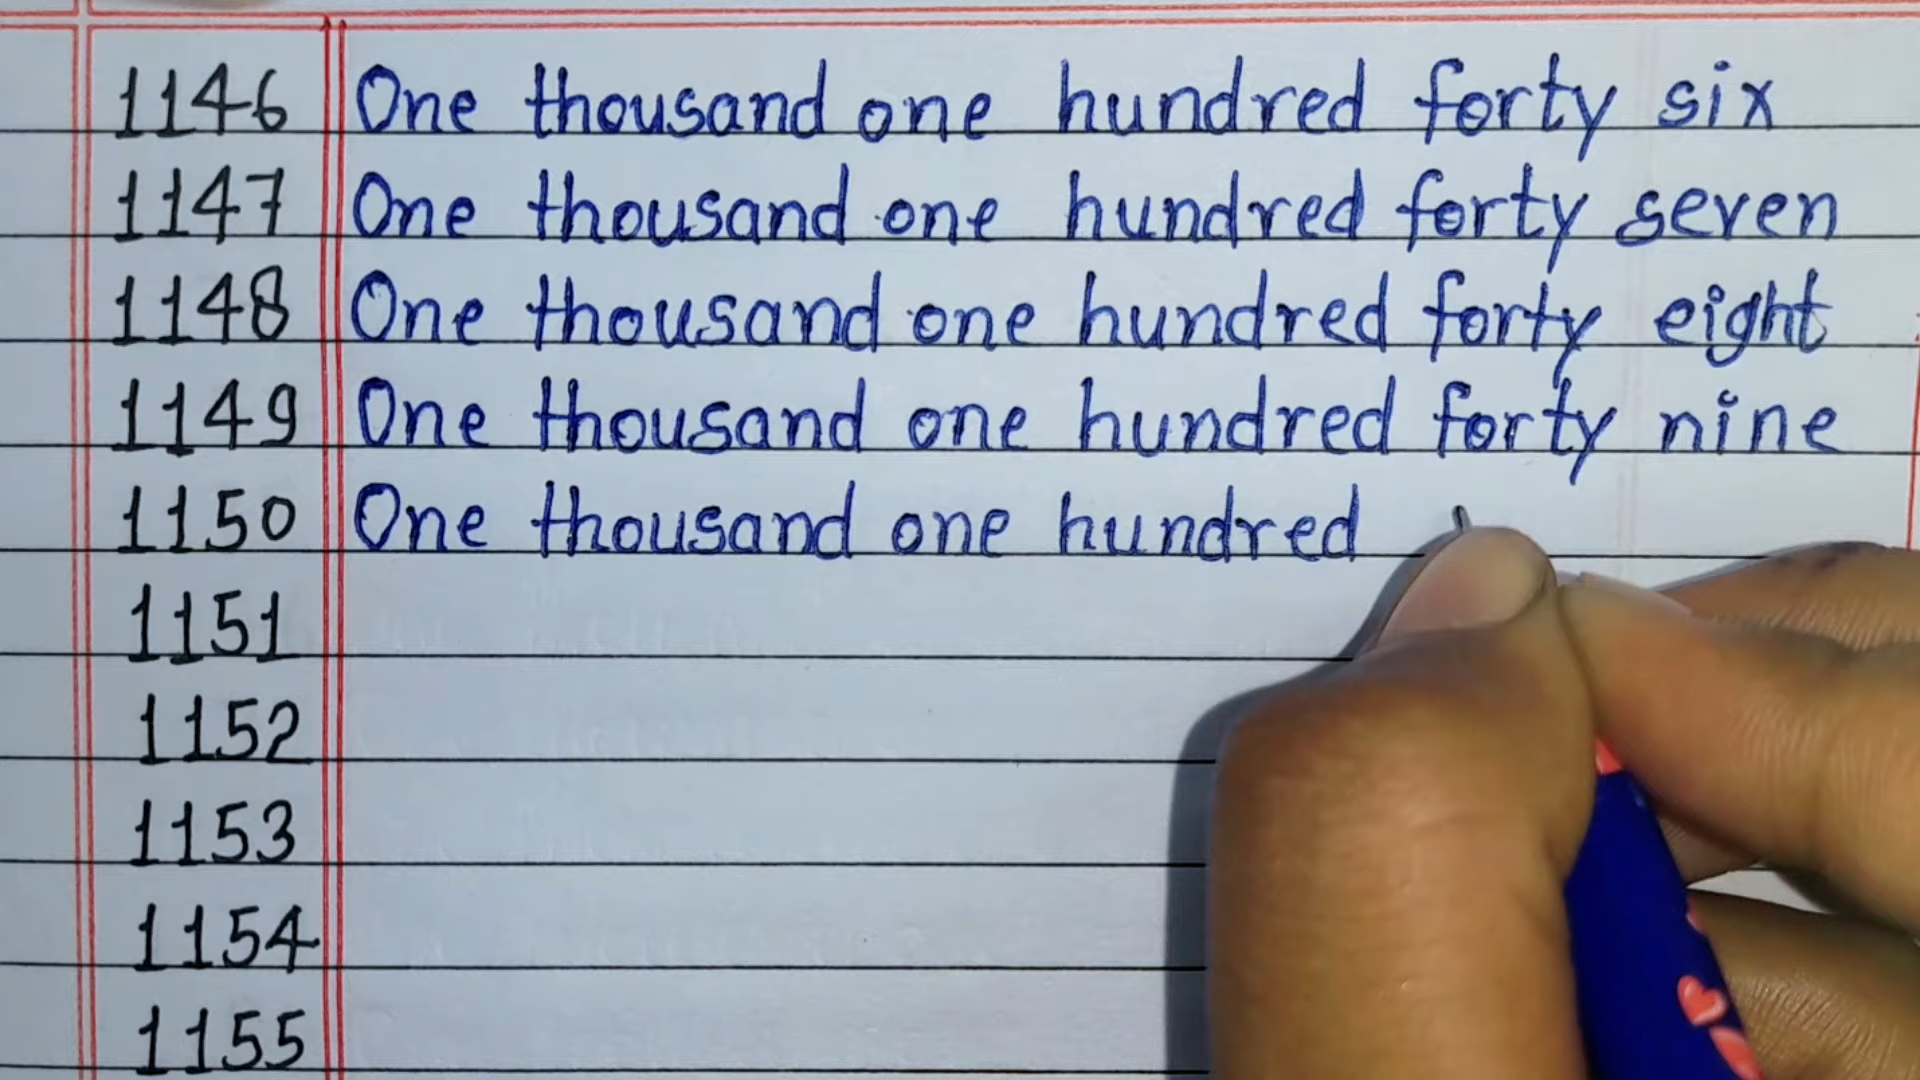 1146 One thousand one hundred forty six
1147 One thousand one hundred forty seven
1148 One thousand one hundred forty eight
1149 One thousand one hundred forty nine
1150 One thousand one hundred
1151
1152
1153
1154
1155